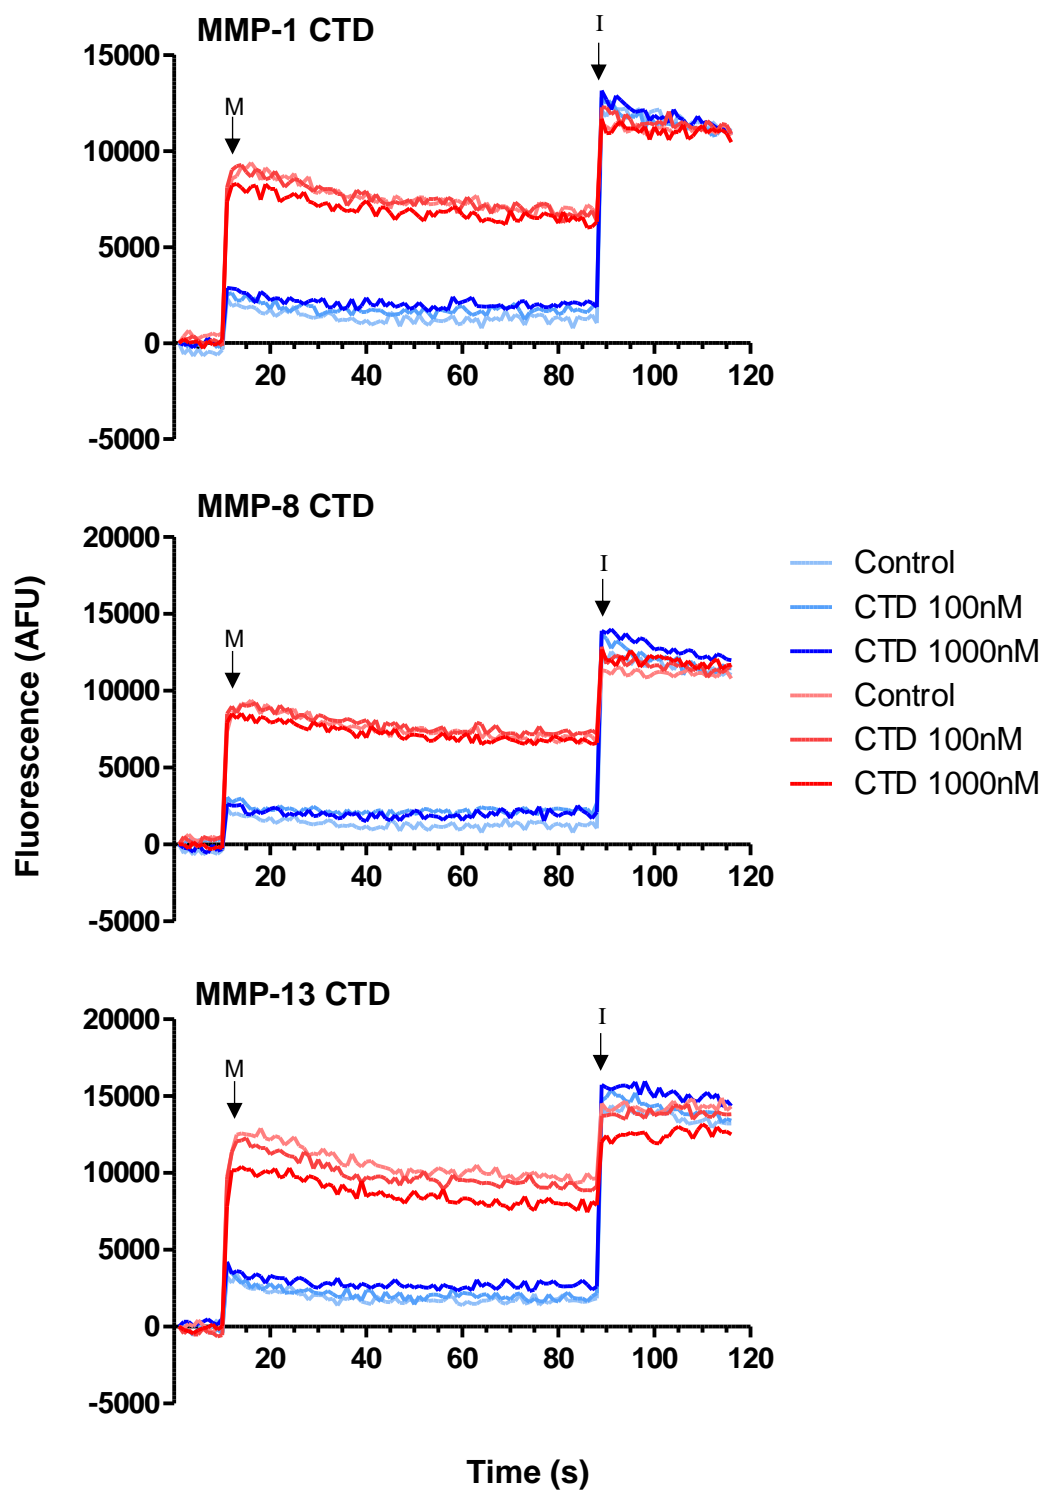 MMP-1 CTD
I
15000
M
10000
5000
0
20 40 60 80 100 120
-5000
MMP-8 CTD
20000
I
15000
M
10000
5000
0
20 40 60 80 100 120
-5000
Control
CTD 100nM
CTD 1000nM
Control
CTD 100nM
CTD 1000nM
Fluorescence (AFU)
MMP-13 CTD
20000
I
15000
M
10000
5000
0
20 40 60 80 100 120
-5000
Time (s)